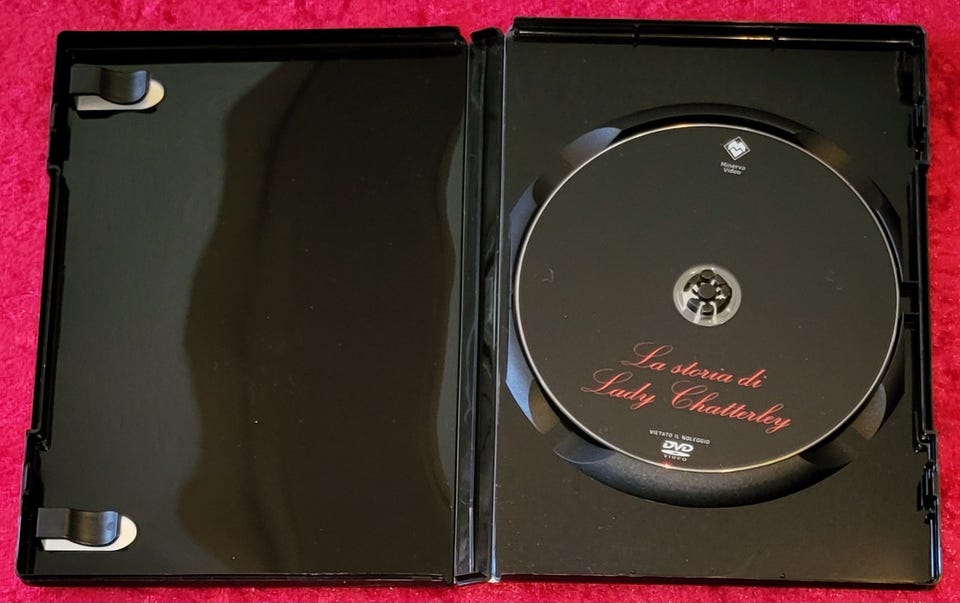 Minerva
Video
La storia di
Lady Chatterley
VIETATO IL NOLEGGIO
DVD
VIDEO